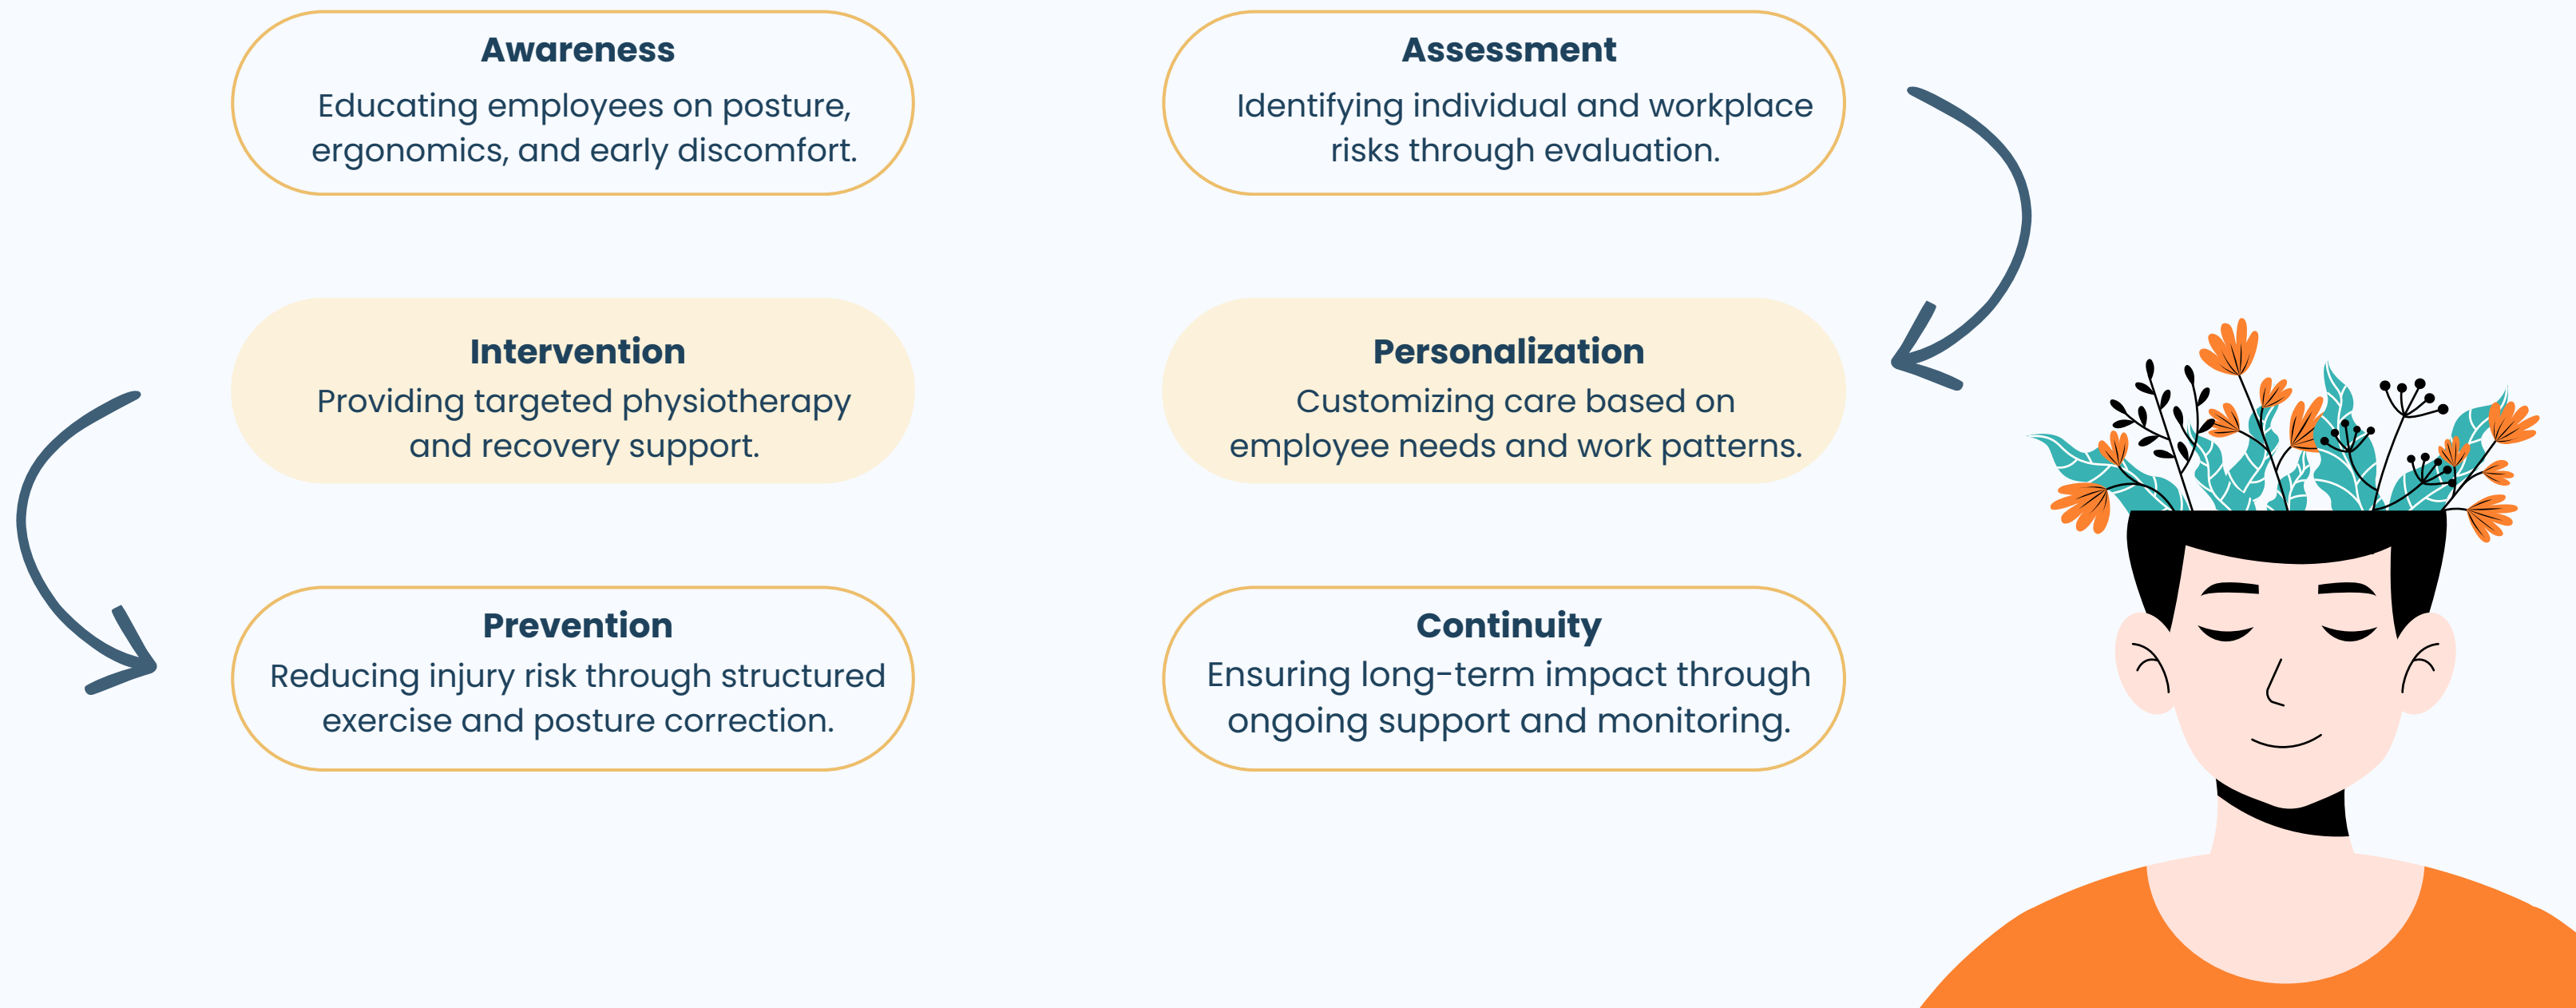 Awareness
Educating employees on posture,
ergonomics, and early discomfort.
Assessment
Identifying individual and workplace
risks through evaluation.
Intervention
Providing targeted physiotherapy
and recovery support.
Personalization
Customizing care based on
employee needs and work patterns.
Prevention
Reducing injury risk through structured
exercise and posture correction.
Continuity
Ensuring long-term impact through
ongoing support and monitoring.